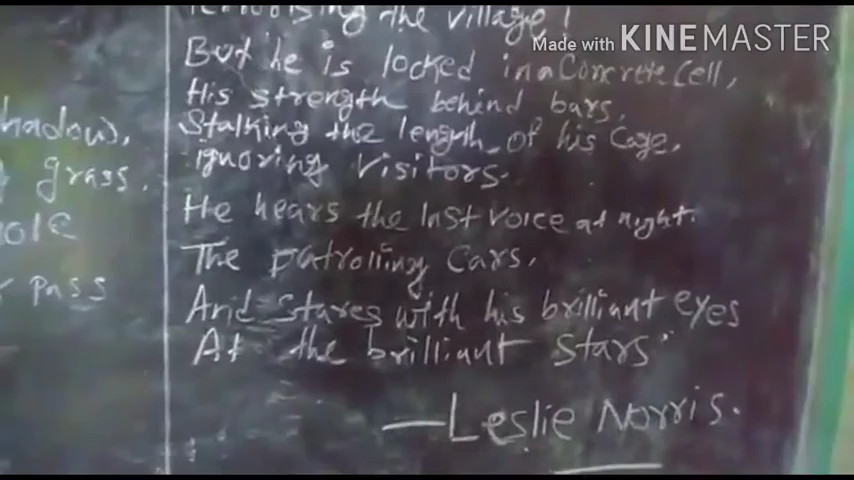 the village!
Made with KINEMASTER
But he is locked in a Concrete Cell,
His strength behind bars,
hadow,
Stalking the length of his Cage,
ignoring visitors.
grass.
He hears the last voice at night.
The patrolling Cars,
pass
And stares with his brilliant eyes
At the brilliant stars"
—Leslie Norris.